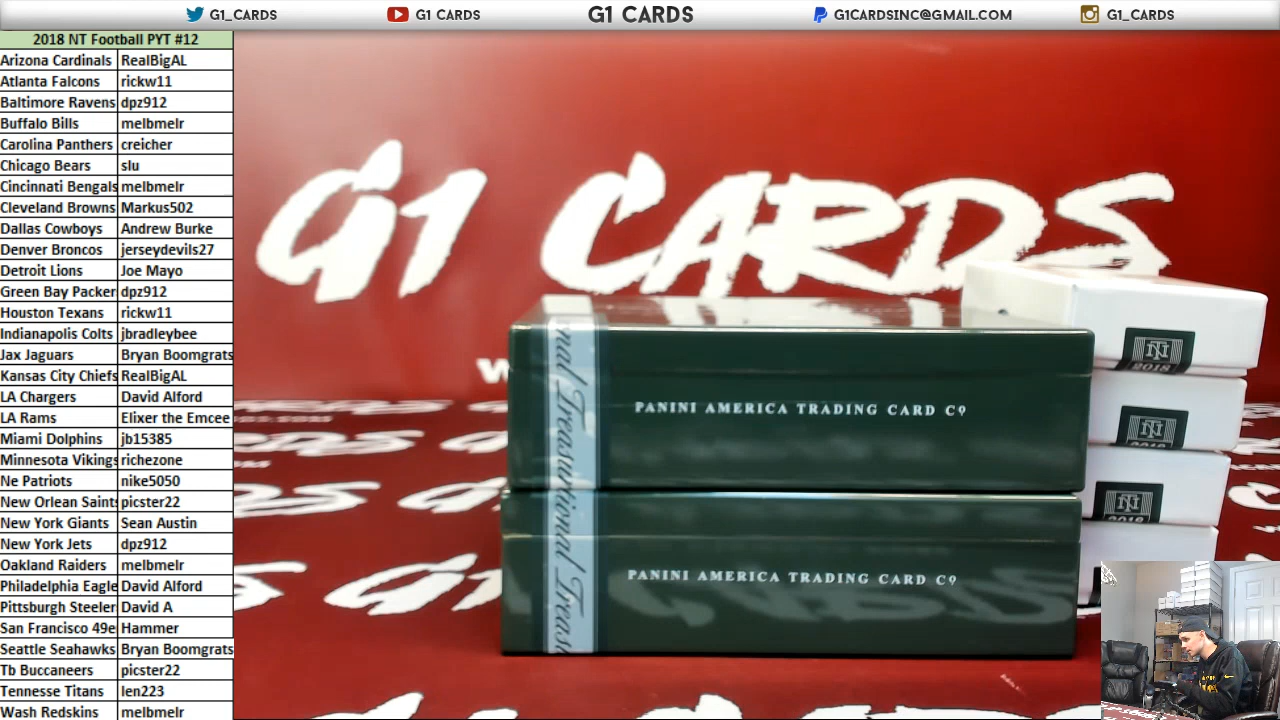 G1_CARDS
G1 CARDS
G1 CARDS
G1CARDSINC@GMAIL.COM
G1_CARDS
2018 NT Football PYT #12
Arizona Cardinals RealBigAL
Atlanta Falcons rickw11
Baltimore Ravens dpz912
Buffalo Bills melbmelr
Carolina Panthers creicher
Chicago Bears slu
Cincinnati Bengals melbmelr
Cleveland Browns Markus502
Dallas Cowboys Andrew Burke
Denver Broncos jerseydevils27
Detroit Lions Joe Mayo
Green Bay Packer dpz912
Houston Texans rickw11
Indianapolis Colts jbradleybee
Jax Jaguars Bryan Boomgrats
Kansas City Chiefs RealBigAL
LA Chargers David Alford
LA Rams Elixer the Emcee
Miami Dolphins jb15385
Minnesota Vikings richezone
Ne Patriots nike5050
New Orlean Saints picster22
New York Giants Sean Austin
New York Jets dpz912
Oakland Raiders melbmelr
Philadelphia Eagle David Alford
Pittsburgh Steeler David A
San Francisco 49e Hammer
Seattle Seahawks Bryan Boomgrats
Tb Buccaneers picster22
Tennesse Titans len223
Wash Redskins melbmelr
G1 CARDS
W
nal Treasu
PANINI AMERICA TRADING CARD CO
tional Treas
PANINI AMERICA TRADING CARD CO
NT
2018
NT
2018
NT
2018